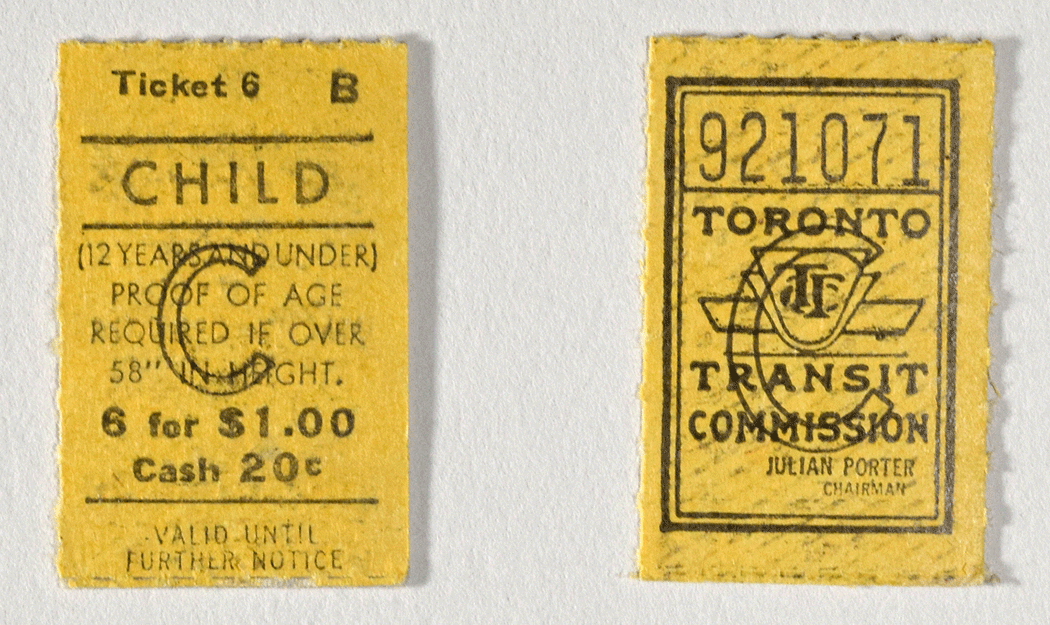 Ticket 6 B
CHILD
(12 YEARS AND UNDER)
PROOF OF AGE
REQUIRED IF OVER
58" IN HEIGHT.
C
6 for $1.00
Cash 20¢
VALID UNTIL
FURTHER NOTICE
921071
TORONTO
TTC
C
TRANSIT
COMMISSION
JULIAN PORTER
CHAIRMAN